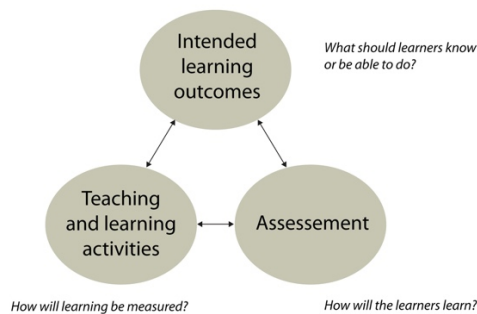 Intended
learning
outcomes
What should learners know
or be able to do?
Teaching
and learning
activities
Assessement
How will learning be measured?
How will the learners learn?